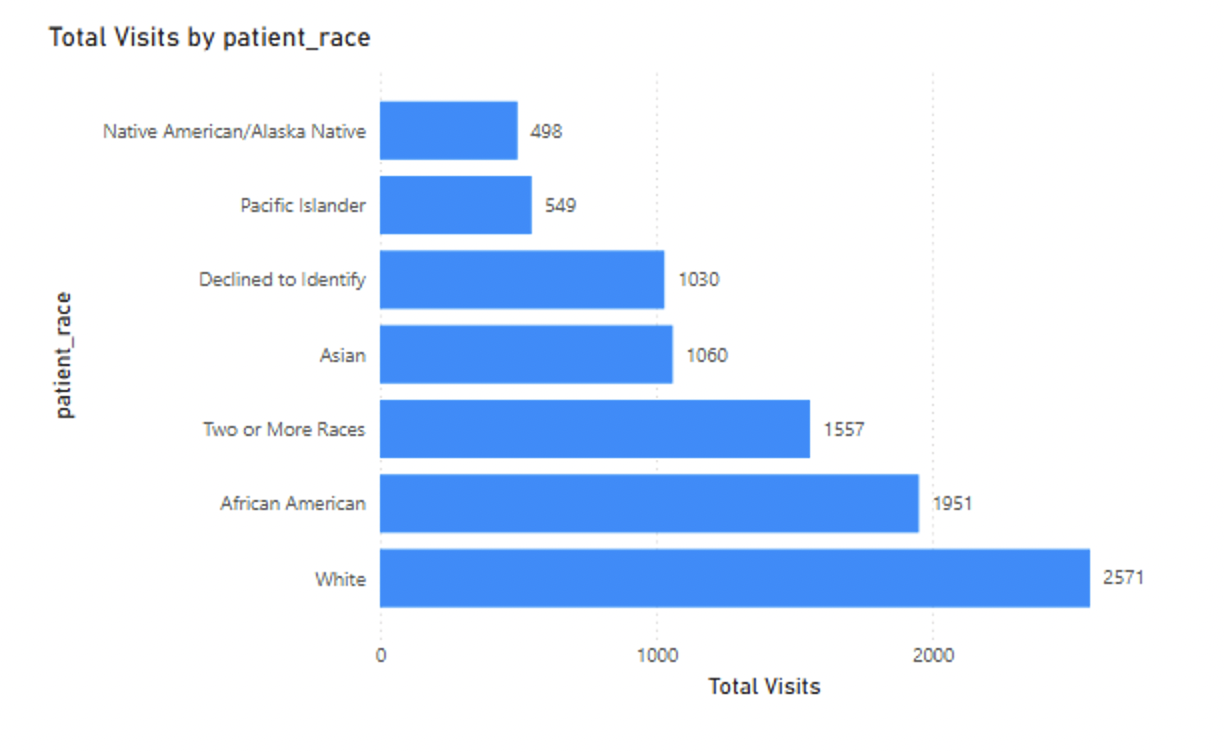 Total Visits by patient_race
patient_race
Native American/Alaska Native 498
Pacific Islander 549
Declined to Identify 1030
Asian 1060
Two or More Races 1557
African American 1951
White 2571
0 1000 2000
Total Visits